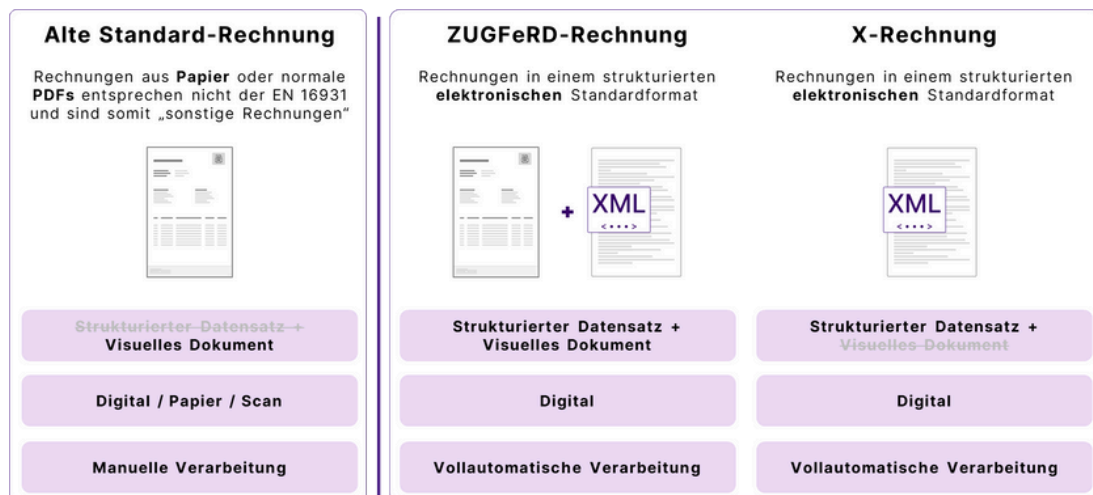 Alte Standard-Rechnung
Rechnungen aus Papier oder normale
PDFs entsprechen nicht der EN 16931
und sind somit „sonstige Rechnungen“
Strukturierter Datensatz +
Visuelles Dokument
Digital / Papier / Scan
Manuelle Verarbeitung
ZUGFeRD-Rechnung
Rechnungen in einem strukturierten
elektronischen Standardformat
+
XML
<•••>
Strukturierter Datensatz +
Visuelles Dokument
Digital
Vollautomatische Verarbeitung
X-Rechnung
Rechnungen in einem strukturierten
elektronischen Standardformat
XML
<•••>
Strukturierter Datensatz +
Visuelles Dokument
Digital
Vollautomatische Verarbeitung